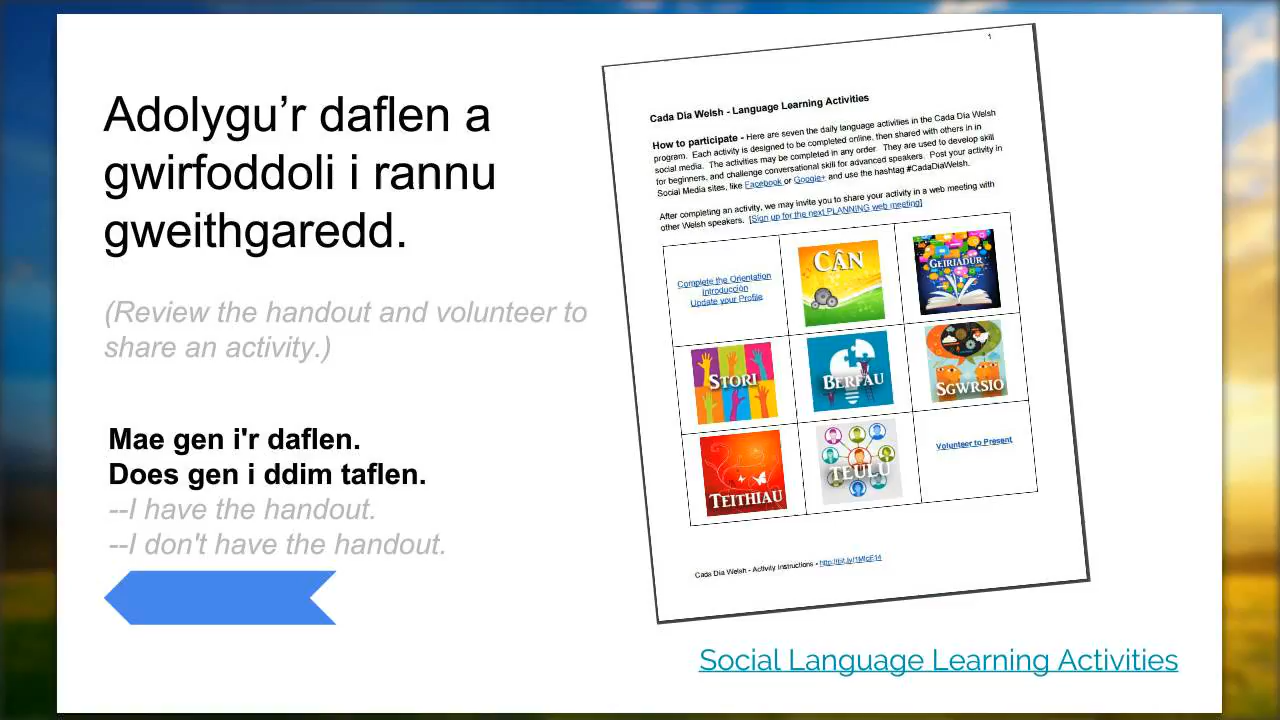 Adolygu’r daflen a
gwirfoddoli i rannu
gweithgaredd.
(Review the handout and volunteer to
share an activity.)
Mae gen i'r daflen.
Does gen i ddim taflen.
--I have the handout.
--I don't have the handout.
1
Cada Dia Welsh - Language Learning Activities
How to participate - Here are seven the daily language activities in the Cada Dia Welsh
program. Each activity is designed to be completed online, then shared with others in in
social media. The activities may be completed in any order. They are used to develop skill
for beginners, and challenge conversational skill for advanced speakers. Post your activity in
Social Media sites, like Facebook or Google+ and use the hashtag #CadaDiaWelsh.
After completing an activity, we may invite you to share your activity in a web meeting with
other Welsh speakers. [Sign up for the next PLANNING web meeting]
Complete the Orientation
Introducción
Update your Profile
CÂN
GEIRIADUR
STORI
BERFAU
SGWRSIO
TEITHIAU
TEULU
Volunteer to Present
Cada Dia Welsh - Activity Instructions -
Social Language Learning Activities